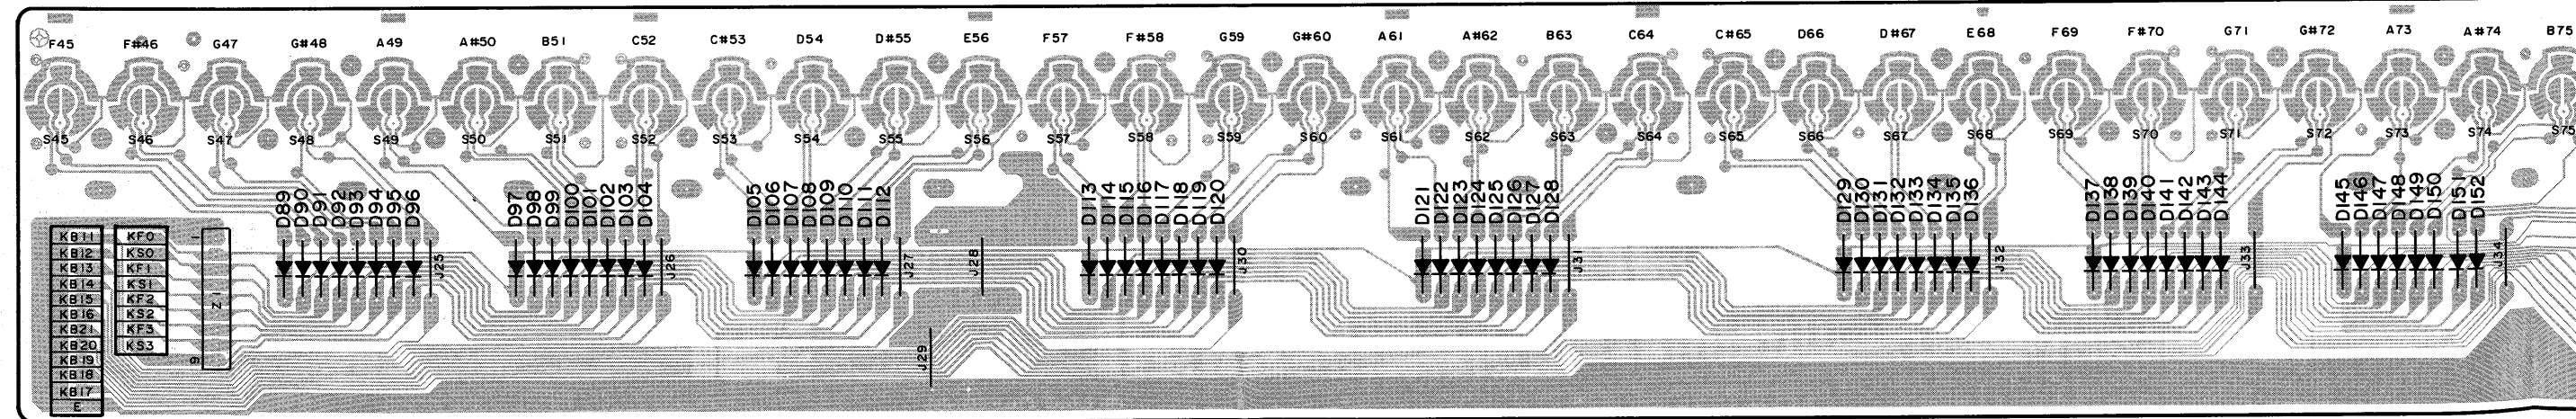 F45 F#46 G47 G#48 A49 A#50 B51 C52 C#53 D54 D#55 E56 F57 F#58 G59 G#60 A61 A#62 B63 C64 C#65 D66 D#67 E68 F69 F#70 G71 G#72 A73 A#74 B75
S45 S46 S47 S48 S49 S50 S51 S52 S53 S54 S55 S56 S57 S58 S59 S60 S61 S62 S63 S64 S65 S66 S67 S68 S69 S70 S71 S72 S73 S74 S75
D89 D90 D91 D92 D93 D94 D95 D96 D97 D98 D99 D100 D101 D102 D103 D104 D105 D106 D107 D108 D109 D110 D111 D112 D113 D114 D115 D116 D117 D118 D119 D120 D121 D122 D123 D124 D125 D126 D127 D128 D129 D130 D131 D132 D133 D134 D135 D136 D137 D138 D139 D140 D141 D142 D143 D144 D145 D146 D147 D148 D149 D150 D151 D152
J25 J26 J27 J28 J30 J31 J32 J33 J34
J29
KB11 KF0 1
KB12 KS0
KB13 KF1
KB14 KS1
KB15 KF2 Z1
KB16 KS2
KB21 KF3
KB20 KS3
KB19 9
KB18
KB17
E